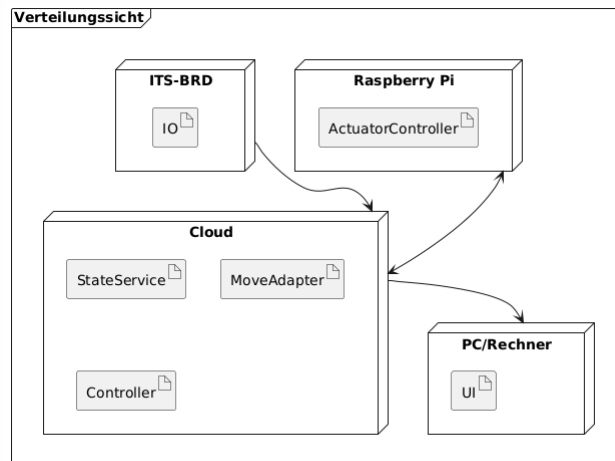 Verteilungssicht
ITS-BRD
Raspberry Pi
IO
ActuatorController
Cloud
StateService
MoveAdapter
PC/Rechner
Controller
UI